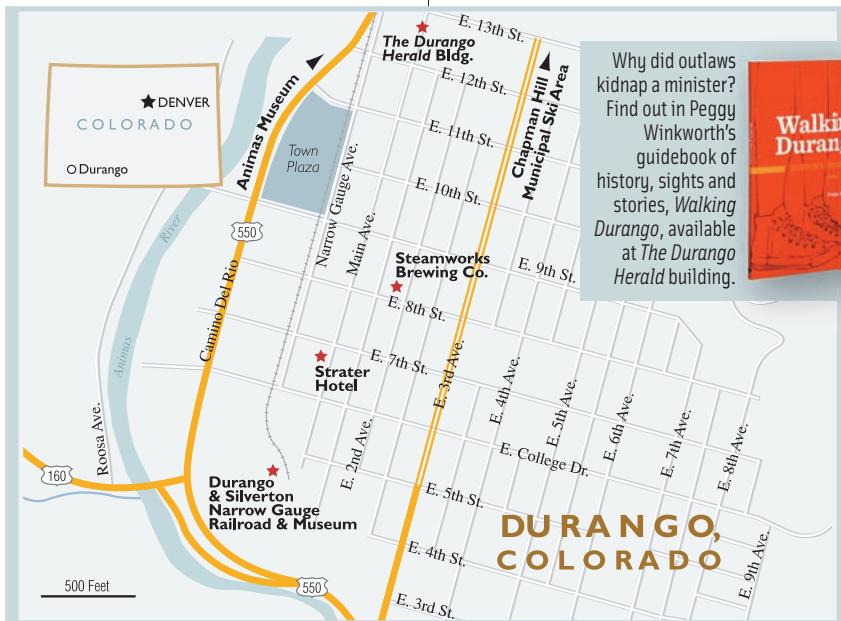 E. 13th St.
The Durango
Herald Bldg.
E. 12th St.
Animas Museum
Chapman Hill
Municipal Ski Area
DENVER
COLORADO
Durango
Town
Plaza
E. 11th St.
E. 10th St.
Narrow Gauge Ave.
Main Ave.
River
550
Steamworks
Brewing Co.
E. 9th St.
E. 8th St.
Camino Del Rio
Animas
E. 7th St.
Strater
Hotel
E. 3rd Ave.
E. 4th Ave.
E. 5th Ave.
E. 6th Ave.
E. 7th Ave.
E. 8th Ave.
Roosa Ave.
E. 2nd Ave.
E. College Dr.
160
Durango
& Silverton
Narrow Gauge
Railroad & Museum
E. 5th St.
E. 4th St.
E. 9th Ave.
550
E. 3rd St.
500 Feet
DURANGO,
COLORADO
Why did outlaws
kidnap a minister?
Find out in Peggy
Winkworth's
guidebook of
history, sights and
stories, Walking
Durango, available
at The Durango
Herald building.
Walkin
Durang